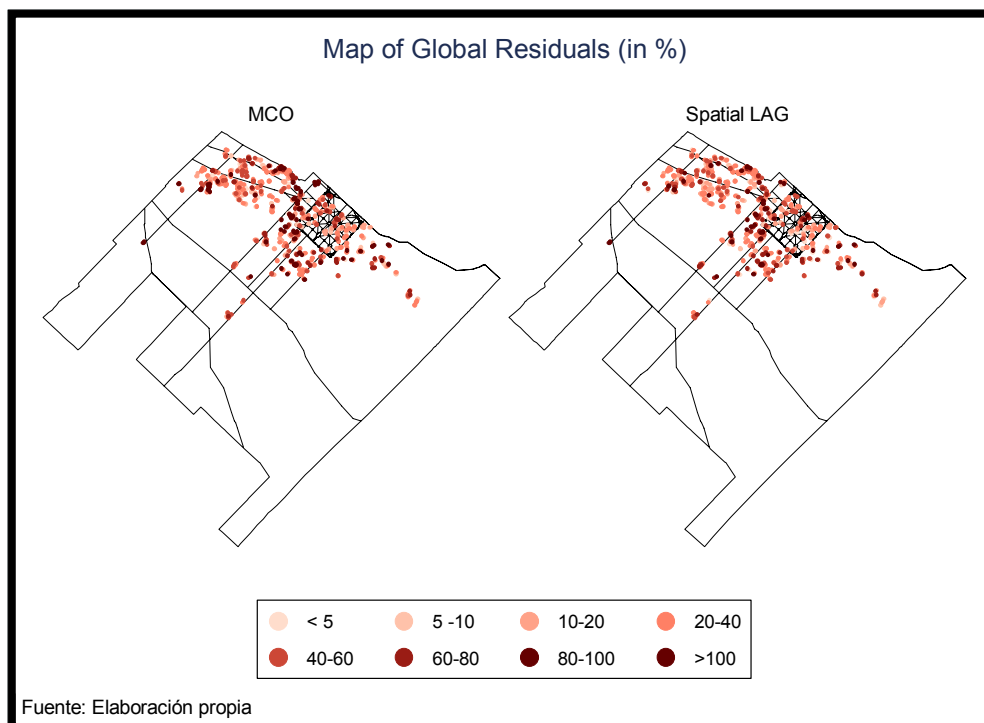 Map of Global Residuals (in %)
MCO
Spatial LAG
< 5
5 -10
10-20
20-40
40-60
60-80
80-100
>100
Fuente: Elaboración propia